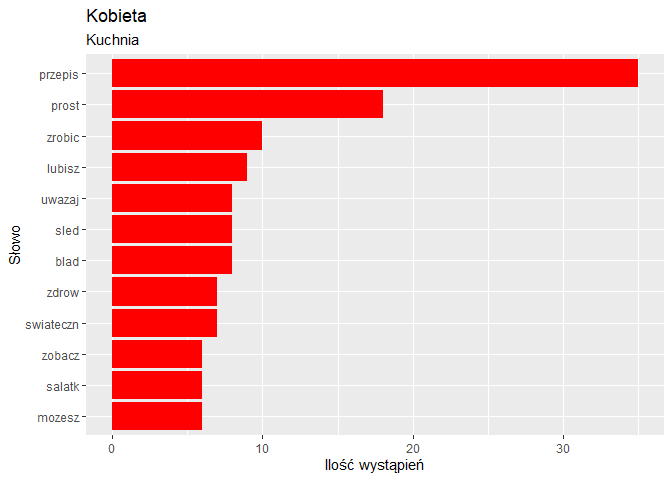 Kobieta
Kuchnia
przepis
prost
zrobic
lubisz
uwazaj
sled
blad
zdrow
swiateczn
zobacz
salatk
mozesz
Słowo
0 10 20 30
Ilość wystąpień